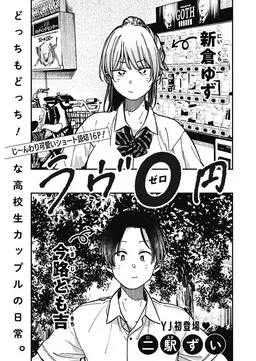 GOTH
新倉ゆず
にいくら
どっちもどっち!
な高校生カップルの日常。
じ〜んわり可愛いショート読切16P!
ラヴ0円
ゼロ
今路とも吉
YJ初登場♥
二駅ずい